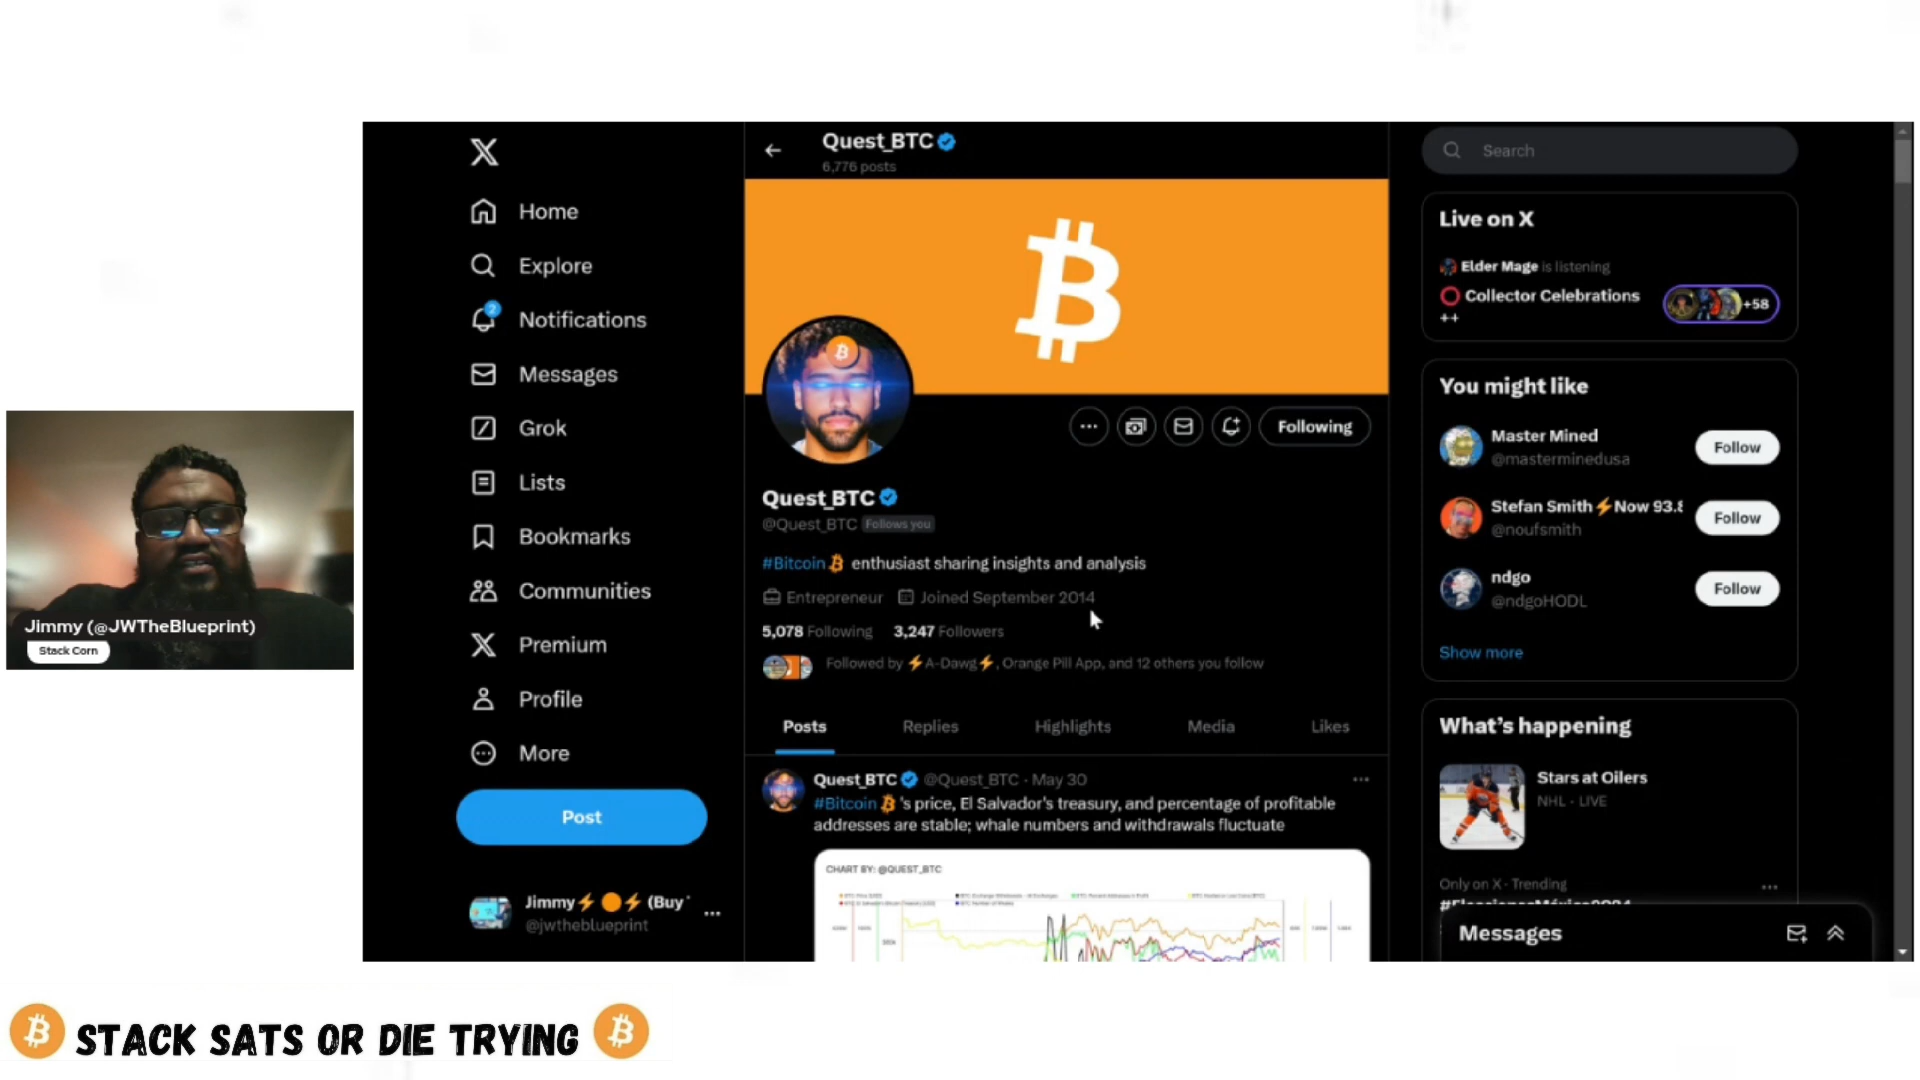 Home
Explore
2
Notifications
Messages
Grok
Lists
Bookmarks
Communities
Premium
Profile
More
Post
Jimmy⚡🟠⚡ (Buy
@jwtheblueprint
Quest_BTC
6,776 posts
Following
Quest_BTC
@Quest_BTC Follows you
#Bitcoin enthusiast sharing insights and analysis
Entrepreneur Joined September 2014
5,078 Following 3,247 Followers
Followed by ⚡A-Dawg⚡, Orange Pill App, and 12 others you follow
Posts Replies Highlights Media Likes
Quest_BTC @Quest_BTC · May 30
#Bitcoin 's price, El Salvador's treasury, and percentage of profitable
addresses are stable; whale numbers and withdrawals fluctuate
CHART BY: @QUEST_BTC
Search
Live on X
Elder Mage is listening
Collector Celebrations
++
+58
You might like
Master Mined
@masterminedusa
Follow
Stefan Smith⚡Now 93.
@noufsmith
Follow
ndgo
@ndgoHODL
Follow
Show more
What's happening
Stars at Oilers
NHL · LIVE
Only on X · Trending
Messages
Jimmy (@JWTheBlueprint)
Stack Corn
STACK SATS OR DIE TRYING